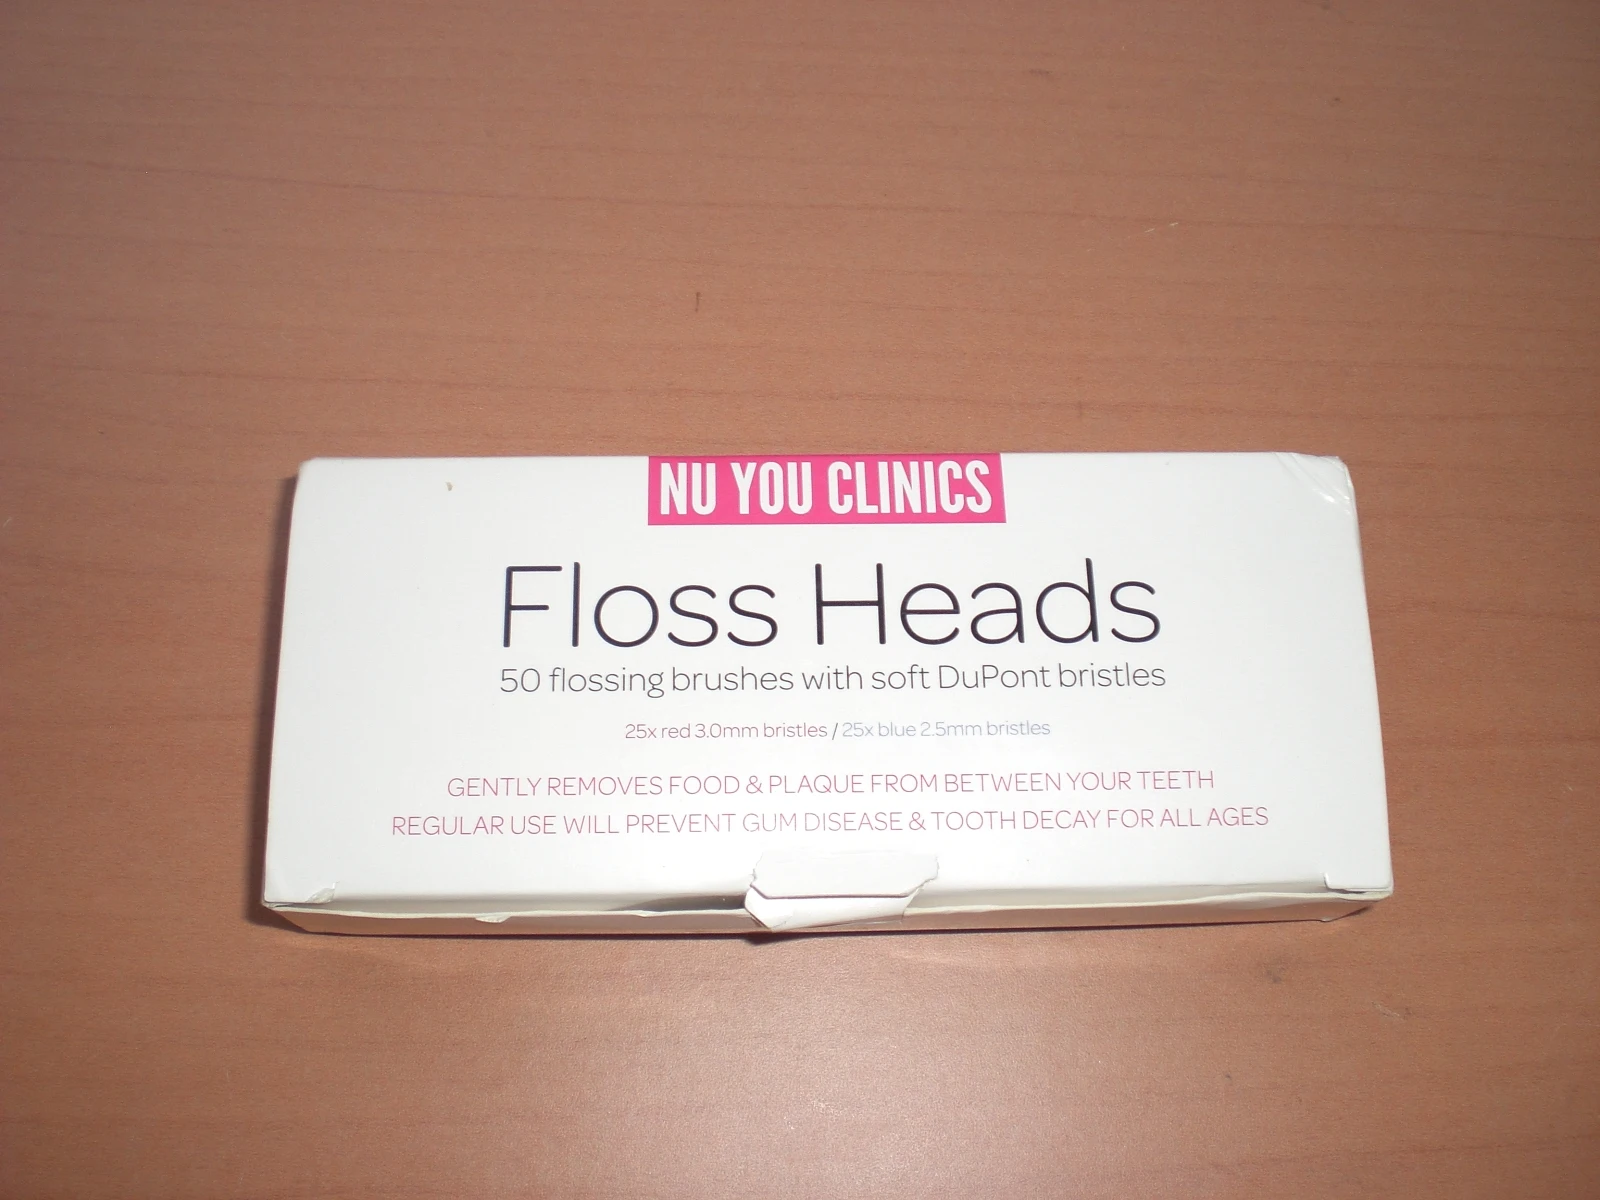 NU YOU CLINICS
Floss Heads
50 flossing brushes with soft DuPont bristles
25x red 3.0mm bristles / 25x blue 2.5mm bristles
GENTLY REMOVES FOOD & PLAQUE FROM BETWEEN YOUR TEETH
REGULAR USE WILL PREVENT GUM DISEASE & TOOTH DECAY FOR ALL AGES